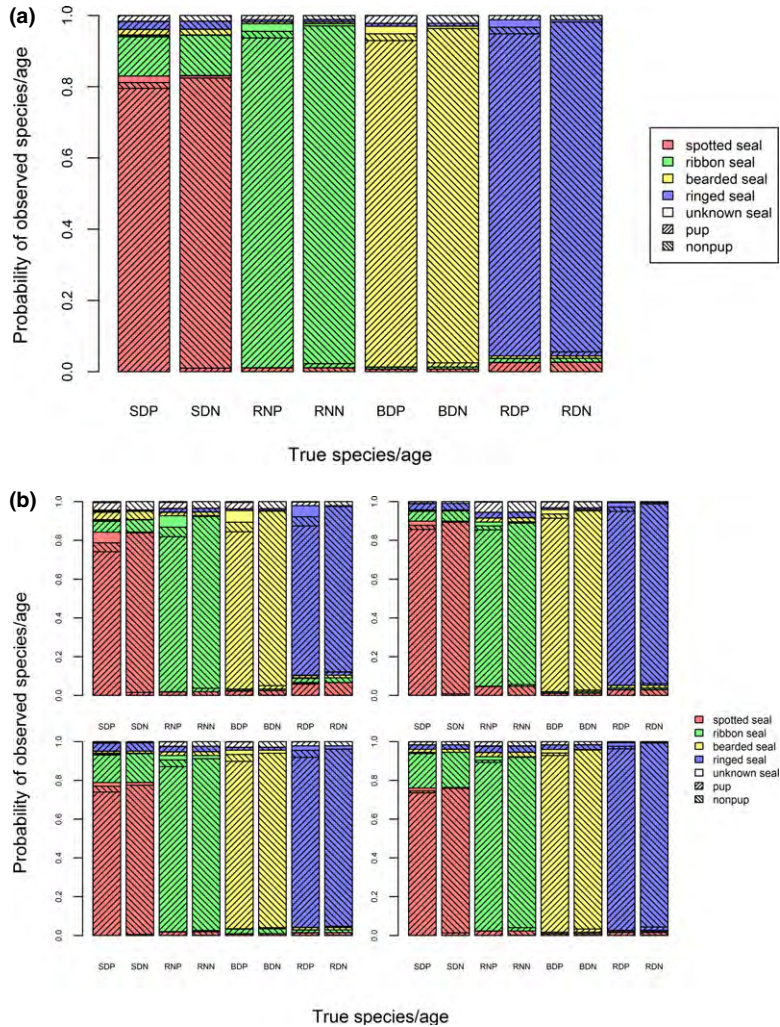 (a)
Probability of observed species/age
1.0
0.8
0.6
0.4
0.2
0.0
SDP SDN RNP RNN BDP BDN RDP RDN
True species/age
spotted seal
ribbon seal
bearded seal
ringed seal
unknown seal
pup
nonpup
(b)
Probability of observed species/age
1.0
0.8
0.6
0.4
0.2
0.0
SDP SDN RNP RNN BDP BDN RDP RDN
1.0
0.8
0.6
0.4
0.2
0.0
SDP SDN RNP RNN BDP BDN RDP RDN
1.0
0.8
0.6
0.4
0.2
0.0
SDP SDN RNP RNN BDP BDN RDP RDN
1.0
0.8
0.6
0.4
0.2
0.0
SDP SDN RNP RNN BDP BDN RDP RDN
spotted seal
ribbon seal
bearded seal
ringed seal
unknown seal
pup
nonpup
True species/age